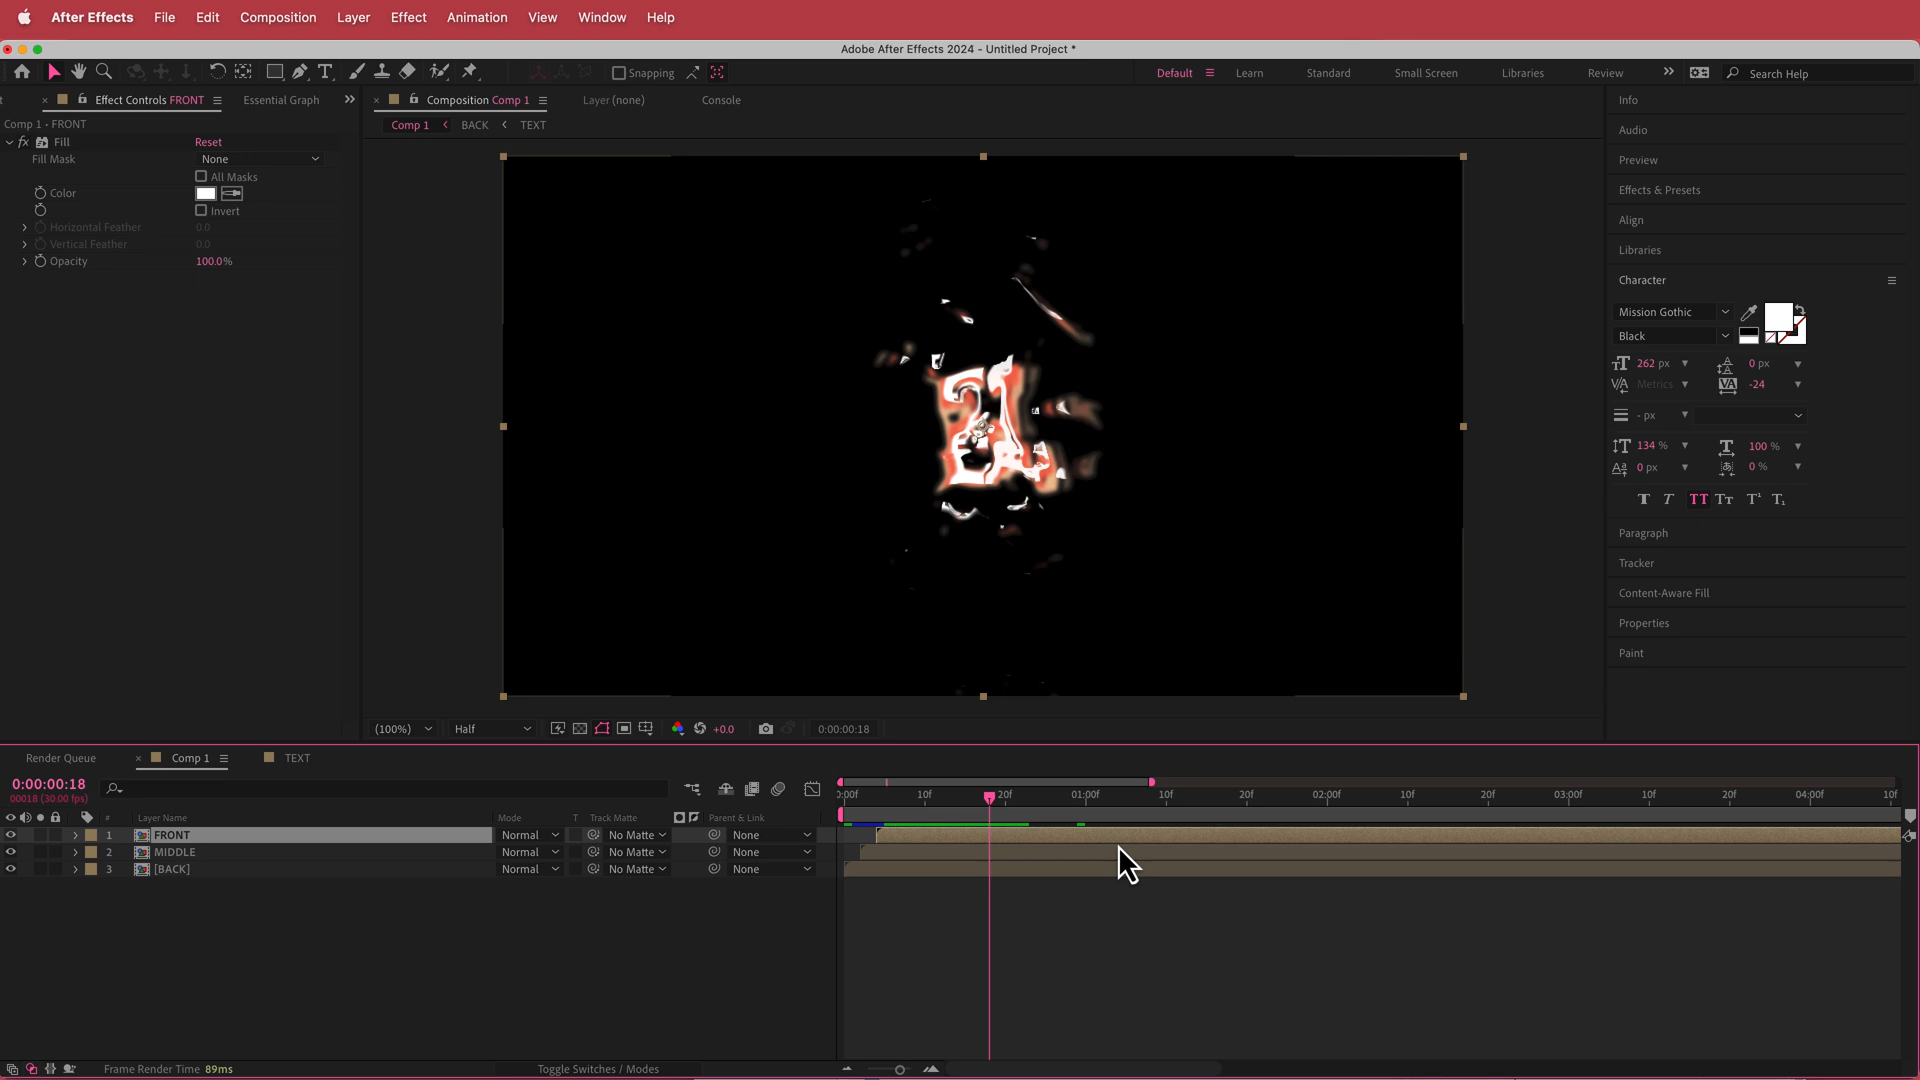 After Effects File Edit Composition Layer Effect Animation View Window Help
Adobe After Effects 2024 - Untitled Project *
Snapping
Default Learn Standard Small Screen Libraries Review Search Help
Effect Controls FRONT Essential Graph
Composition Comp 1 Layer (none) Console
Comp 1 • FRONT
Comp 1 BACK TEXT
fx Fill Reset
Fill Mask None
All Masks
Color
Invert
Horizontal Feather 0.0
Vertical Feather 0.0
Opacity 100.0%
Info
Audio
Preview
Effects & Presets
Align
Libraries
Character
Mission Gothic
Black
262 px 0 px
Metrics -24
- px
134 % 100 %
0 px 0 %
Paragraph
Tracker
Content-Aware Fill
Properties
Paint
(100%) Half +0.0 0:00:00:18
Render Queue Comp 1 TEXT
0:00:00:18
00018 (30.00 fps)
0:00f 10f 20f 01:00f 10f 20f 02:00f 10f 20f 03:00f 10f 20f 04:00f 10f
# Layer Name Mode T Track Matte Parent & Link
1 FRONT Normal No Matte None
2 MIDDLE Normal No Matte None
3 [BACK] Normal No Matte None
Frame Render Time 89ms Toggle Switches / Modes